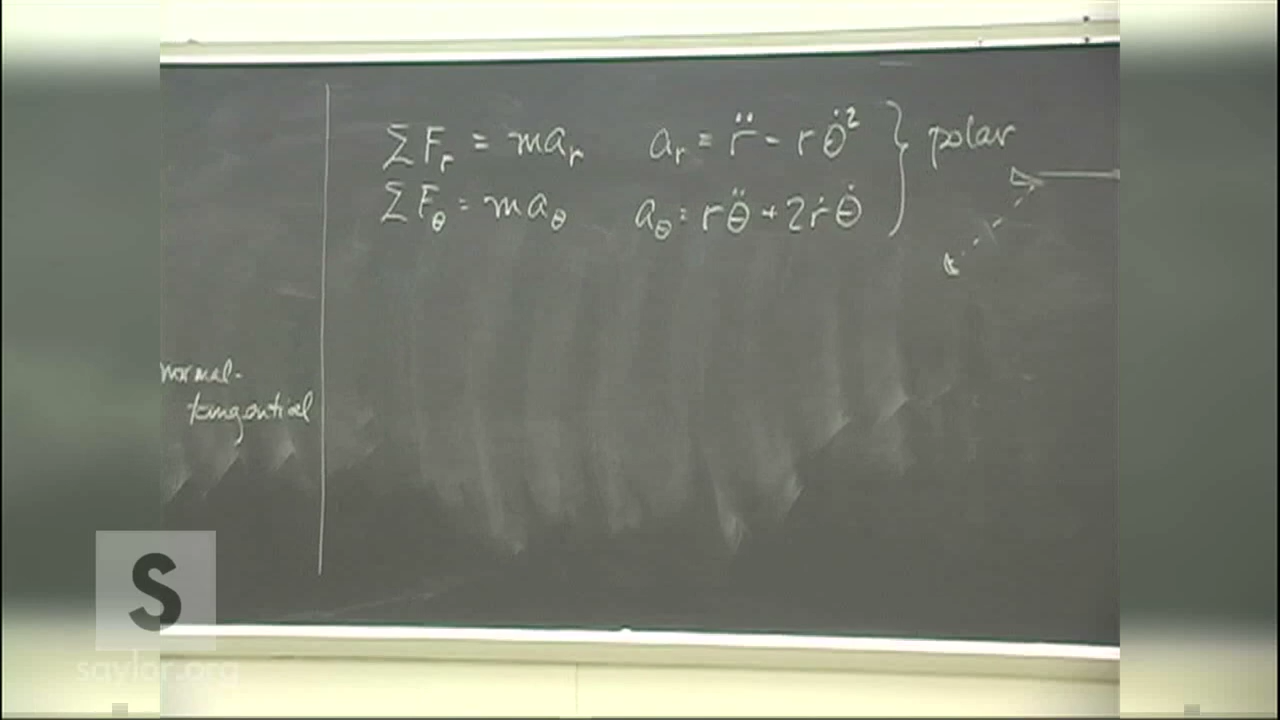 ΣF_r = ma_r   a_r = r̈ - rθ̇² } polar
ΣF_θ = ma_θ   a_θ = rθ̈ + 2ṙθ̇
normal-
tangential
S
saylor.org